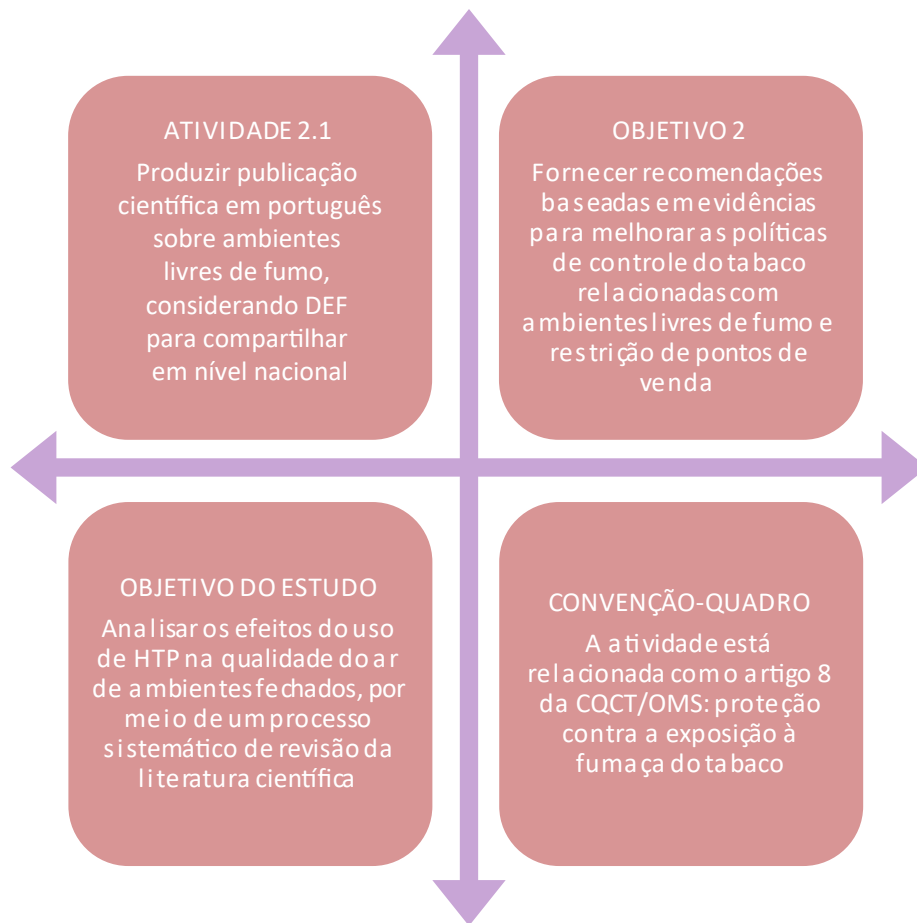 ATIVIDADE 2.1
Produzir publicação
científica em português
sobre ambientes
livres de fumo,
considerando DEF
para compartilhar
em nível nacional
OBJETIVO 2
Fornecer recomendações
baseadas em evidências
para melhorar as políticas
de controle do tabaco
relacionadas com
ambientes livres de fumo e
restrição de pontos de
venda
OBJETIVO DO ESTUDO
Analisar os efeitos do uso
de HTP na qualidade do ar
de ambientes fechados, por
meio de um processo
sistemático de revisão da
literatura científica
CONVENÇÃO-QUADRO
A atividade está
relacionada com o artigo 8
da CQCT/OMS: proteção
contra a exposição à
fumaça do tabaco